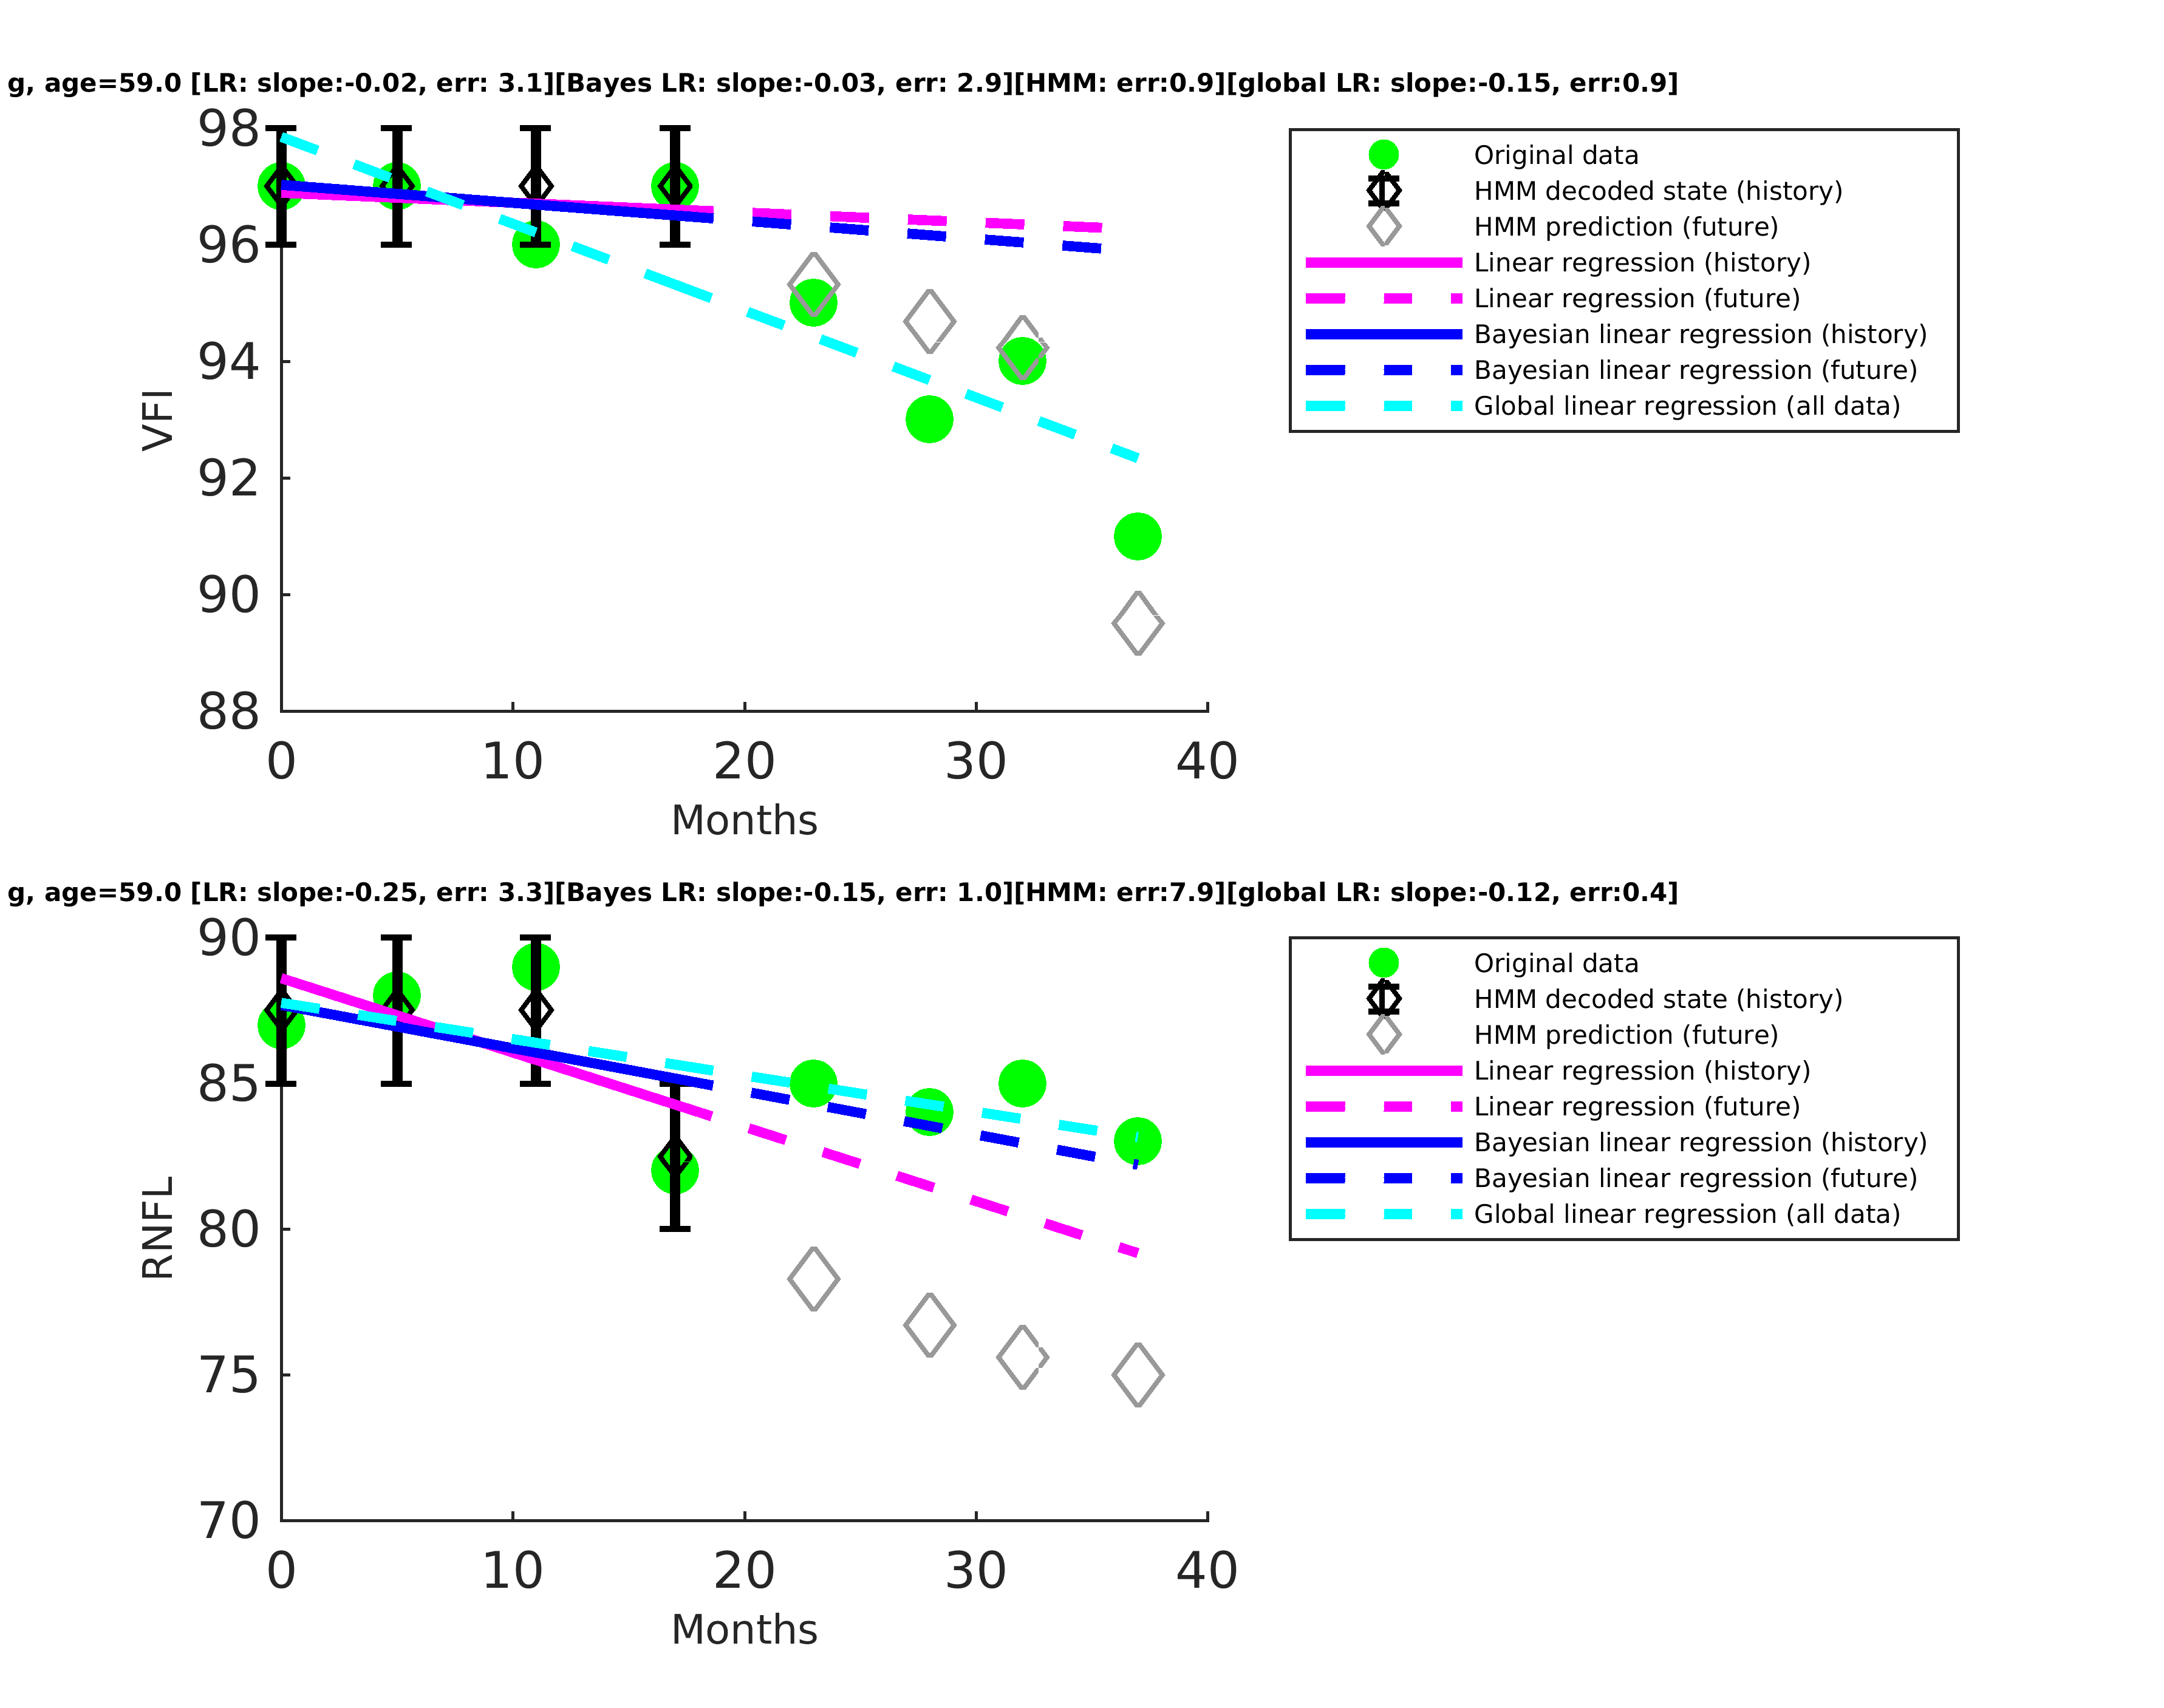 g, age=59.0 [LR: slope:-0.02, err: 3.1][Bayes LR: slope:-0.03, err: 2.9][HMM: err:0.9][global LR: slope:-0.15, err:0.9]
98
96
94
92
90
88
VFI
0 10 20 30 40
Months
Original data
HMM decoded state (history)
HMM prediction (future)
Linear regression (history)
Linear regression (future)
Bayesian linear regression (history)
Bayesian linear regression (future)
Global linear regression (all data)
g, age=59.0 [LR: slope:-0.25, err: 3.3][Bayes LR: slope:-0.15, err: 1.0][HMM: err:7.9][global LR: slope:-0.12, err:0.4]
90
85
80
75
70
RNFL
0 10 20 30 40
Months
Original data
HMM decoded state (history)
HMM prediction (future)
Linear regression (history)
Linear regression (future)
Bayesian linear regression (history)
Bayesian linear regression (future)
Global linear regression (all data)